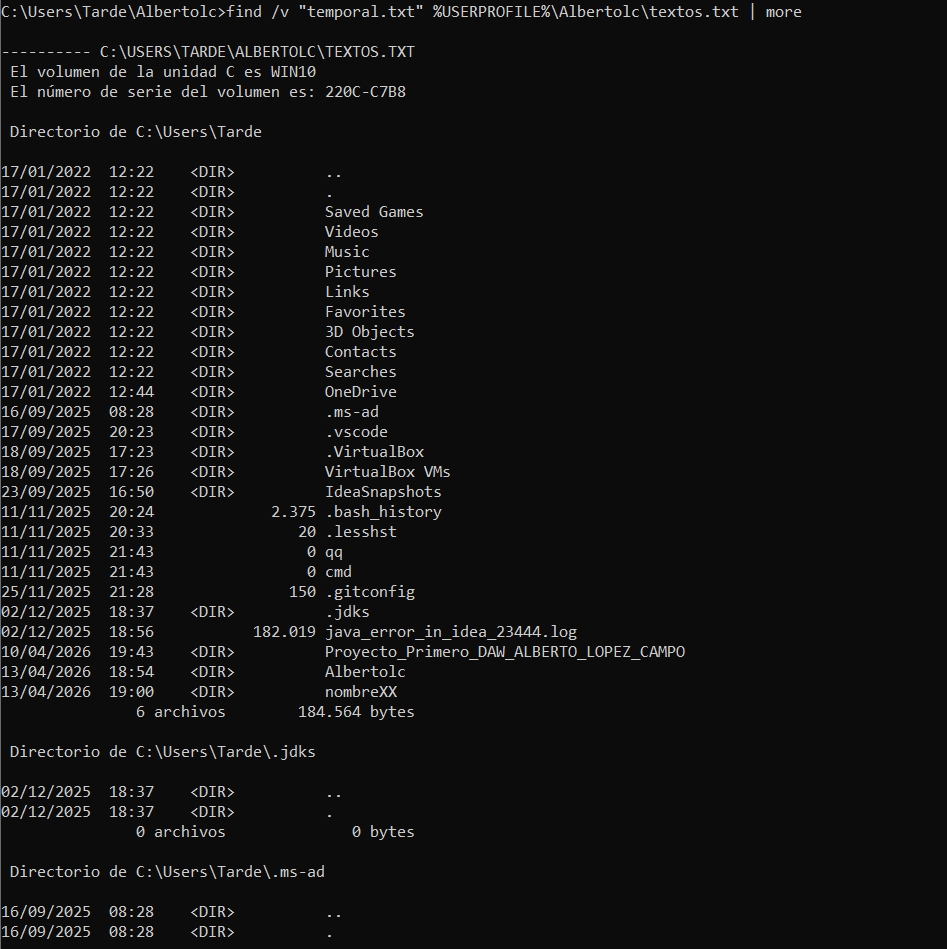 C:\Users\Tarde\Albertolc>find /v "temporal.txt" %USERPROFILE%\Albertolc\textos.txt | more
---------- C:\USERS\TARDE\ALBERTOLC\TEXTOS.TXT
El volumen de la unidad C es WIN10
El número de serie del volumen es: 220C-C7B8
Directorio de C:\Users\Tarde
17/01/2022  12:22    <DIR>          ..
17/01/2022  12:22    <DIR>          .
17/01/2022  12:22    <DIR>          Saved Games
17/01/2022  12:22    <DIR>          Videos
17/01/2022  12:22    <DIR>          Music
17/01/2022  12:22    <DIR>          Pictures
17/01/2022  12:22    <DIR>          Links
17/01/2022  12:22    <DIR>          Favorites
17/01/2022  12:22    <DIR>          3D Objects
17/01/2022  12:22    <DIR>          Contacts
17/01/2022  12:22    <DIR>          Searches
17/01/2022  12:44    <DIR>          OneDrive
16/09/2025  08:28    <DIR>          .ms-ad
17/09/2025  20:23    <DIR>          .vscode
18/09/2025  17:23    <DIR>          .VirtualBox
18/09/2025  17:26    <DIR>          VirtualBox VMs
23/09/2025  16:50    <DIR>          IdeaSnapshots
11/11/2025  20:24             2.375 .bash_history
11/11/2025  20:33                20 .lesshst
11/11/2025  21:43                 0 qq
11/11/2025  21:43                 0 cmd
25/11/2025  21:28               150 .gitconfig
02/12/2025  18:37    <DIR>          .jdks
02/12/2025  18:56           182.019 java_error_in_idea_23444.log
10/04/2026  19:43    <DIR>          Proyecto_Primero_DAW_ALBERTO_LOPEZ_CAMPO
13/04/2026  18:54    <DIR>          Albertolc
13/04/2026  19:00    <DIR>          nombreXX
6 archivos        184.564 bytes
Directorio de C:\Users\Tarde\.jdks
02/12/2025  18:37    <DIR>          ..
02/12/2025  18:37    <DIR>          .
0 archivos              0 bytes
Directorio de C:\Users\Tarde\.ms-ad
16/09/2025  08:28    <DIR>          ..
16/09/2025  08:28    <DIR>          .